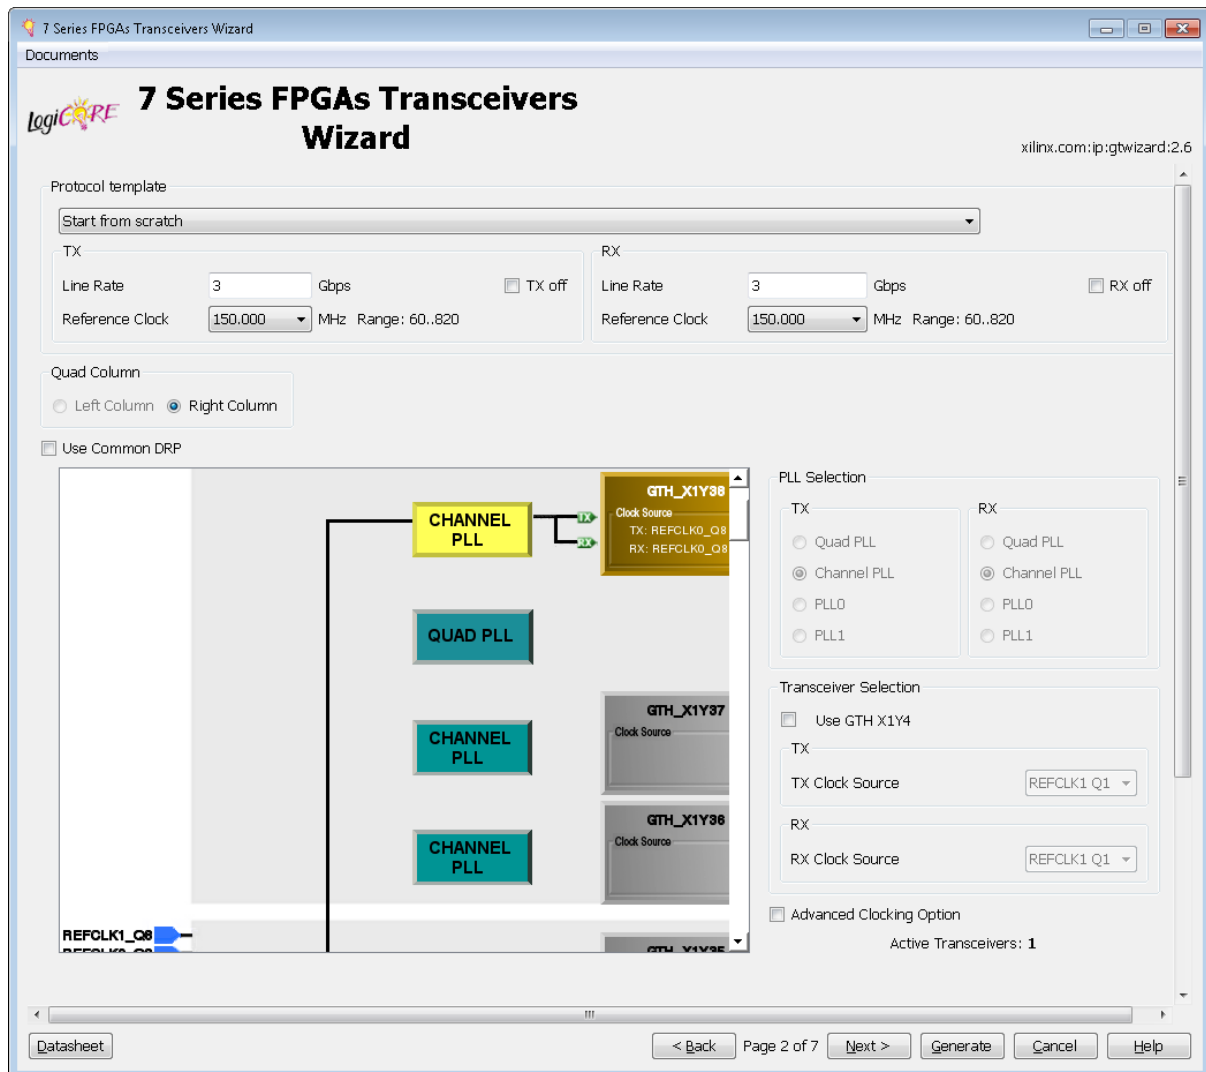 7 Series FPGAs Transceivers Wizard
Documents
LogiCORE
7 Series FPGAs Transceivers
Wizard
xilinx.com:ip:gtwizard:2.6
Protocol template
Start from scratch
TX
RX
Line Rate 3 Gbps TX off
Line Rate 3 Gbps RX off
Reference Clock 150.000 MHz Range: 60..820
Reference Clock 150.000 MHz Range: 60..820
Quad Column
Left Column Right Column
Use Common DRP
GTH_X1Y38
Clock Source
TX: REFCLK0_Q8
RX: REFCLK0_Q8
TX
RX
CHANNEL
PLL
QUAD PLL
GTH_X1Y37
Clock Source
CHANNEL
PLL
GTH_X1Y36
Clock Source
CHANNEL
PLL
REFCLK1_Q8
PLL Selection
TX
Quad PLL
Channel PLL
PLL0
PLL1
RX
Quad PLL
Channel PLL
PLL0
PLL1
Transceiver Selection
Use GTH X1Y4
TX
TX Clock Source REFCLK1 Q1
RX
RX Clock Source REFCLK1 Q1
Advanced Clocking Option
Active Transceivers: 1
Datasheet
< Back
Page 2 of 7
Next >
Generate
Cancel
Help